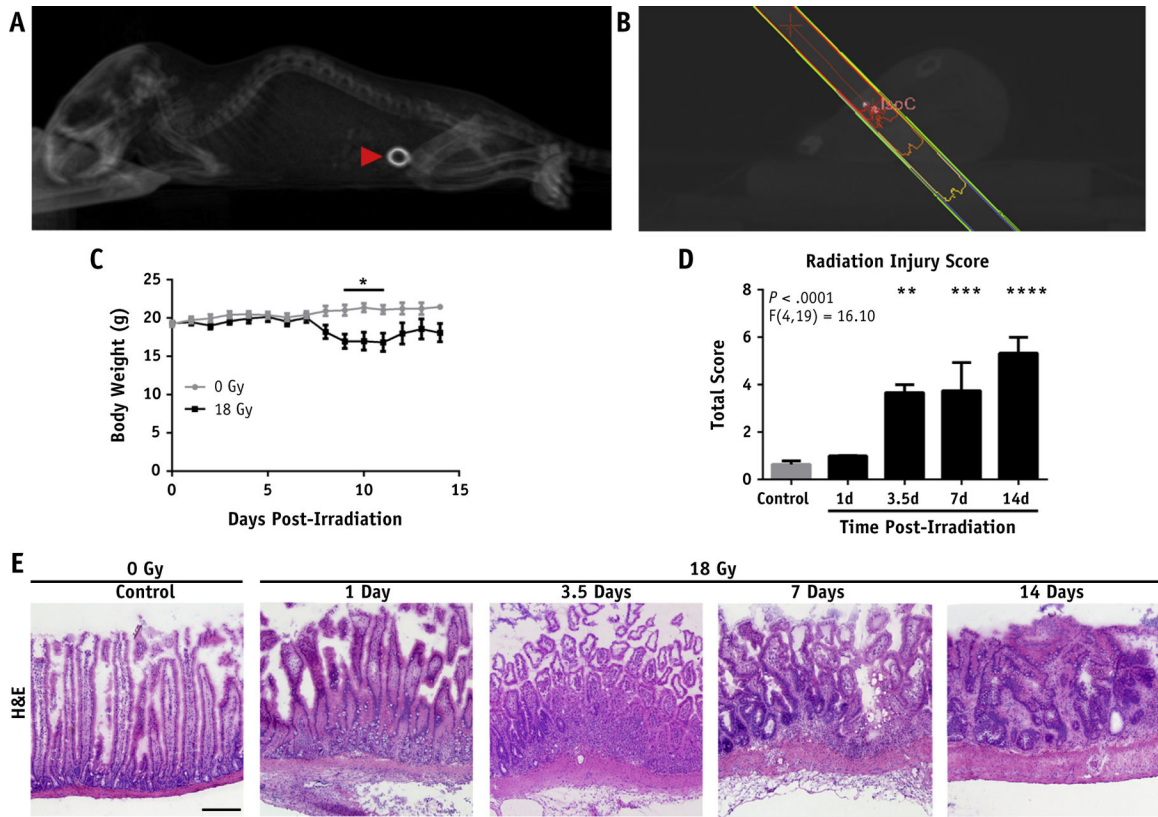 A
B
IsoC
C
25
20
15
10
5
0
Body Weight (g)
*
0 Gy
18 Gy
0
5
10
15
Days Post-Irradiation
D
Radiation Injury Score
8
6
4
2
0
Total Score
P < .0001
F(4,19) = 16.10
** *** ****
Control 1d 3.5d 7d 14d
Time Post-Irradiation
E
0 Gy 18 Gy
Control 1 Day 3.5 Days 7 Days 14 Days
H&E